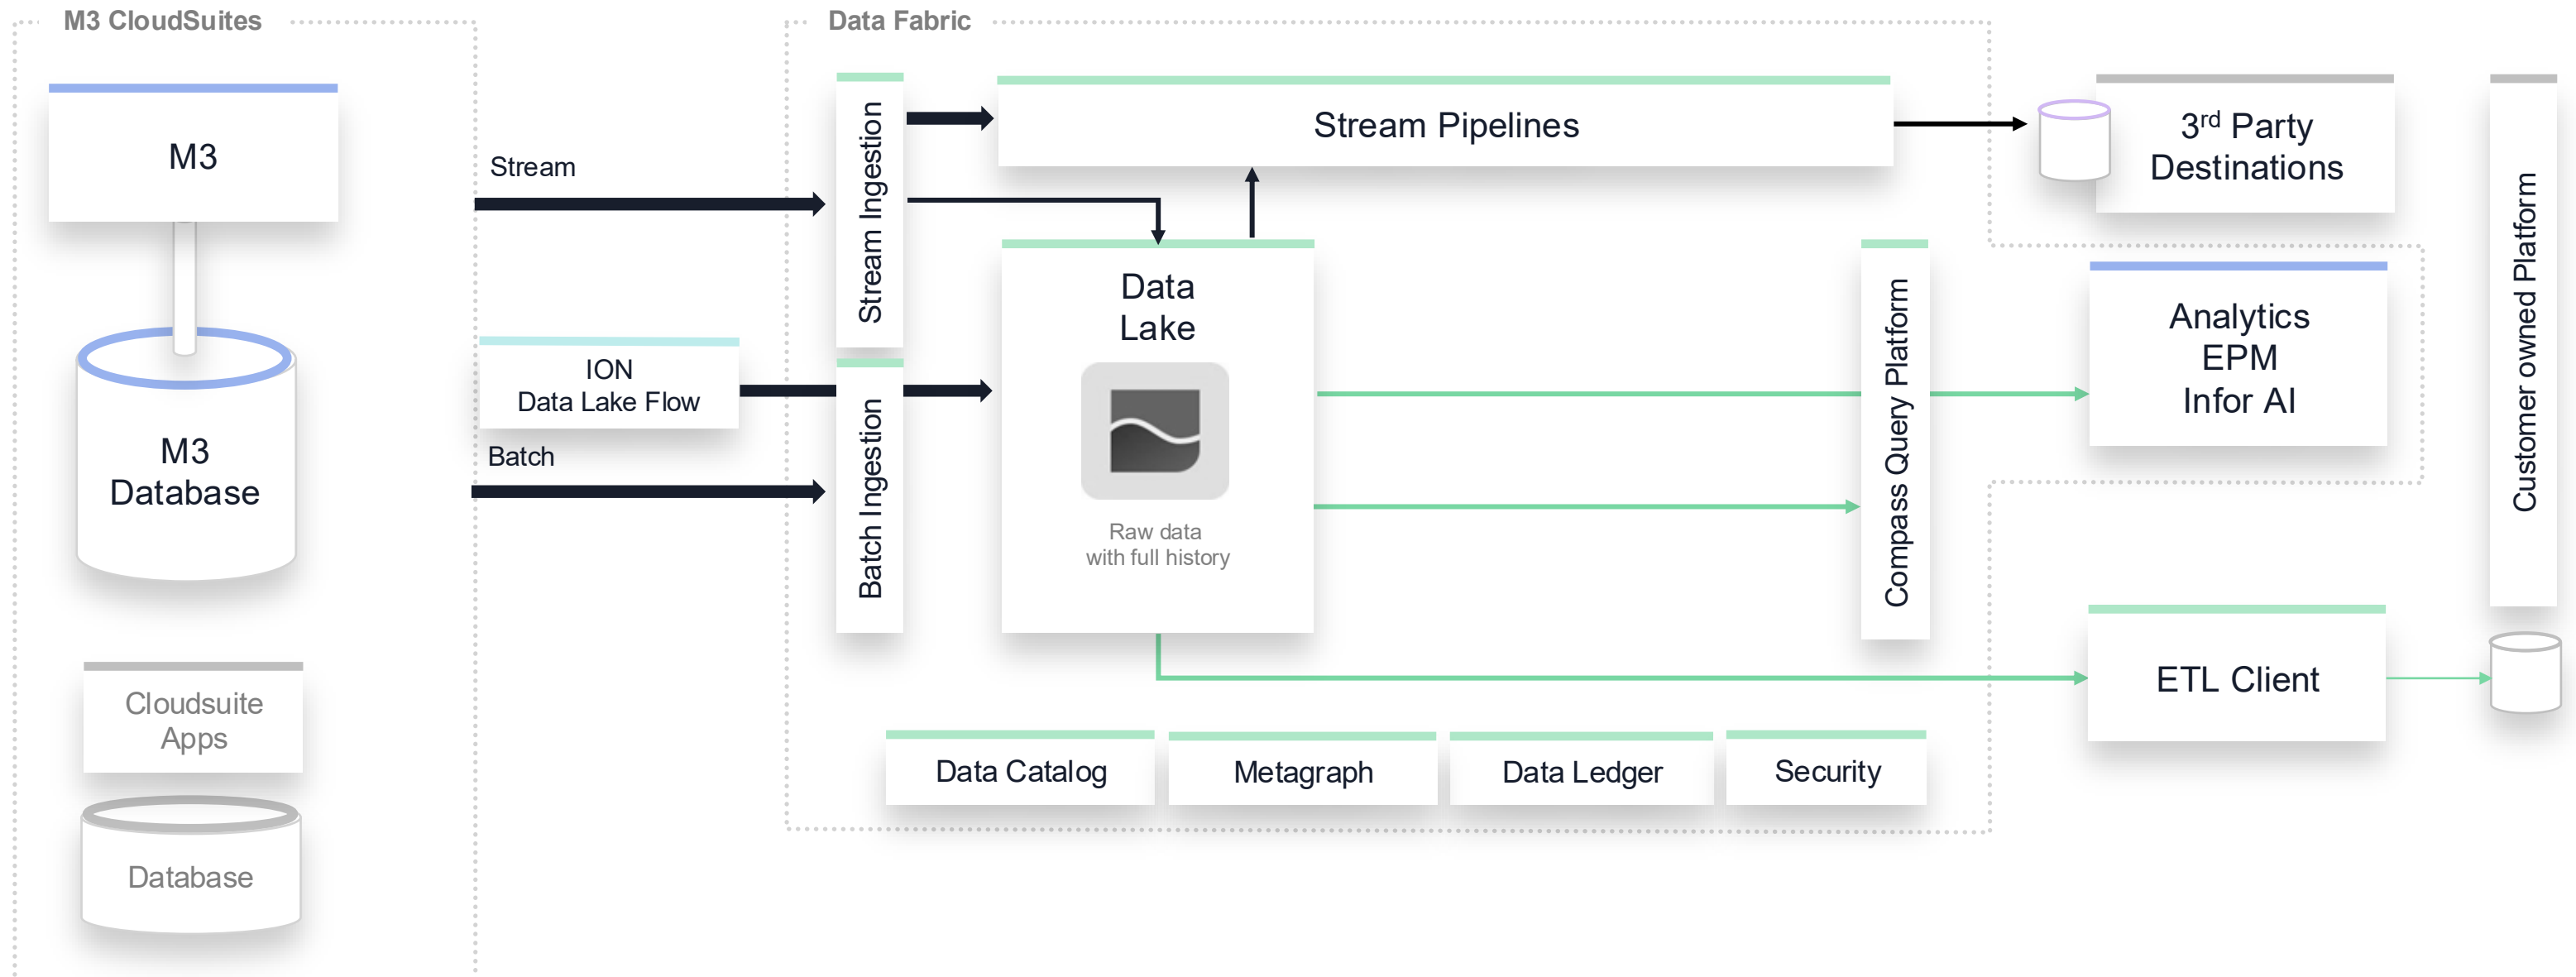 M3 CloudSuites
Data Fabric
M3
Stream
Stream Ingestion
Stream Pipelines
3rd Party
Destinations
Customer owned Platform
M3
Database
ION
Data Lake Flow
Batch
Batch Ingestion
Data
Lake
Raw data
with full history
Compass Query Platform
Analytics
EPM
Infor AI
ETL Client
Cloudsuite
Apps
Database
Data Catalog
Metagraph
Data Ledger
Security